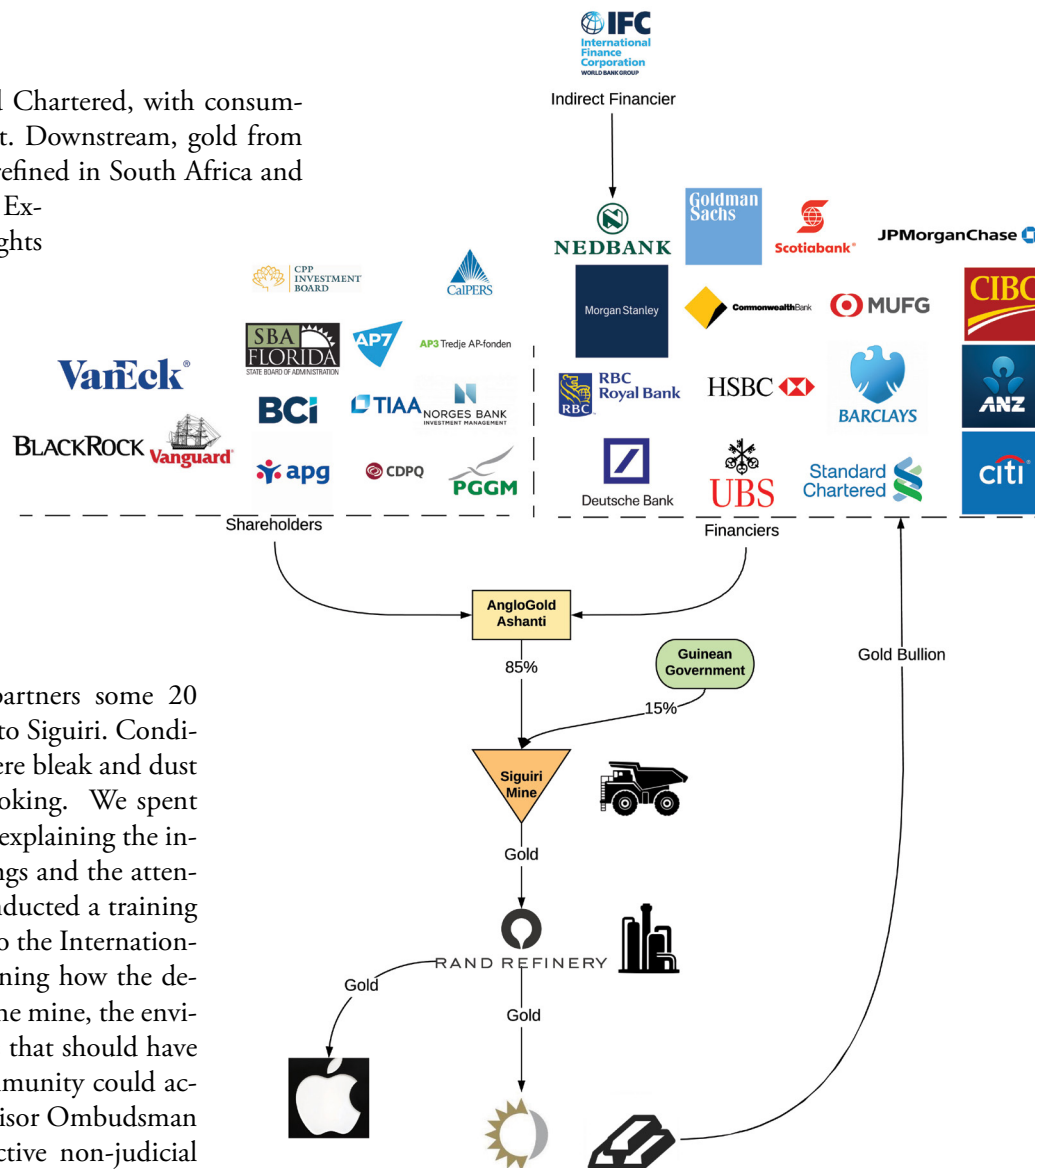 IFC
International
Finance
Corporation
WORLD BANK GROUP
Indirect Financier
Chartered, with consum-
t. Downstream, gold from
refined in South Africa and
Ex-
ghts
NEDBANK
Goldman
Sachs
Scotiabank®
JPMorganChase
CPP
INVESTMENT
BOARD
CalPERS
Morgan Stanley
CommonwealthBank
MUFG
CIBC
VanEck®
SBA
FLORIDA
STATE BOARD OF ADMINISTRATION
AP7
AP3 Tredje AP-fonden
BCi
TIAA
NORGES BANK
INVESTMENT MANAGEMENT
RBC
RBC
Royal Bank
HSBC
BARCLAYS
ANZ
BLACKROCK
Vanguard®
apg
CDPQ
PGGM
Deutsche Bank
UBS
Standard
Chartered
citi
Shareholders
Financiers
AngloGold
Ashanti
85%
Guinean
Government
15%
Gold Bullion
Siguiri
Mine
Gold
RAND REFINERY
Gold
Gold
partners some 20
to Siguiri. Condi-
ere bleak and dust
oking. We spent
explaining the in-
ngs and the atten-
nducted a training
o the Internation-
ning how the de-
he mine, the envi-
that should have
mmunity could ac-
isor Ombudsman
ctive non-judicial